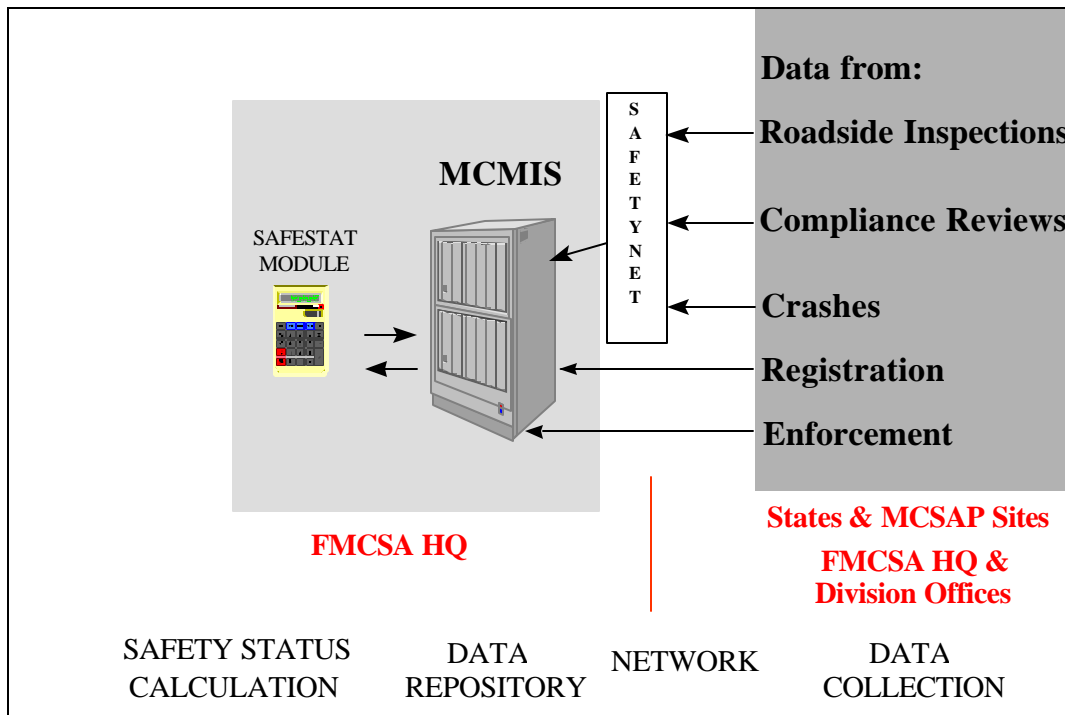 Data from:
Roadside Inspections
Compliance Reviews
Crashes
Registration
Enforcement
SAFETYNET
MCMIS
SAFESTAT
MODULE
FMCSA HQ
States & MCSAP Sites
FMCSA HQ &
Division Offices
SAFETY STATUS
CALCULATION
DATA
REPOSITORY
NETWORK
DATA
COLLECTION